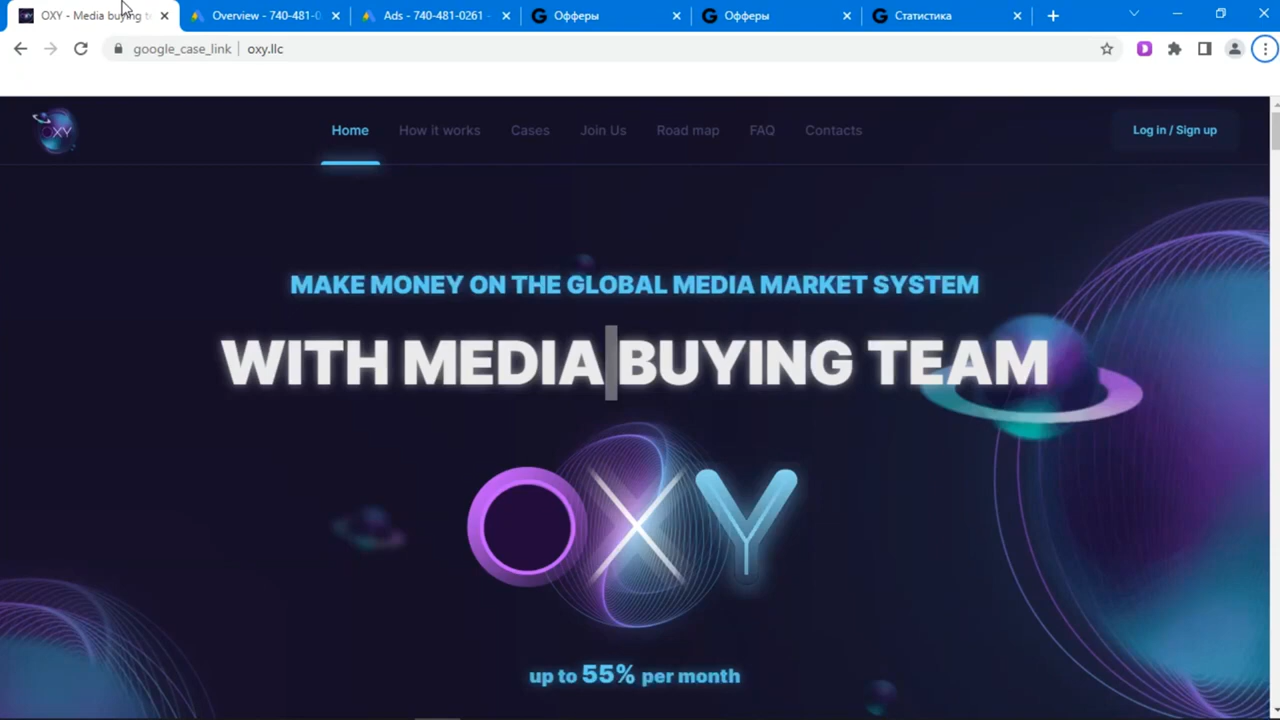 OXY - Media buying t
Overview - 740-481-0
Ads - 740-481-0261 -
Офферы
Офферы
Статистика
google_case_link | oxy.llc
OXY
Home
How it works
Cases
Join Us
Road map
FAQ
Contacts
Log in / Sign up
MAKE MONEY ON THE GLOBAL MEDIA MARKET SYSTEM
WITH MEDIA BUYING TEAM
OXY
up to 55% per month